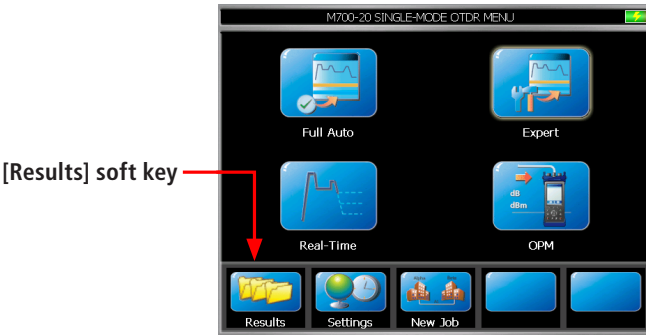 M700-20 SINGLE-MODE OTDR MENU
Full Auto
Expert
[Results] soft key
dB
dBm
Real-Time
OPM
Results
Settings
New Job